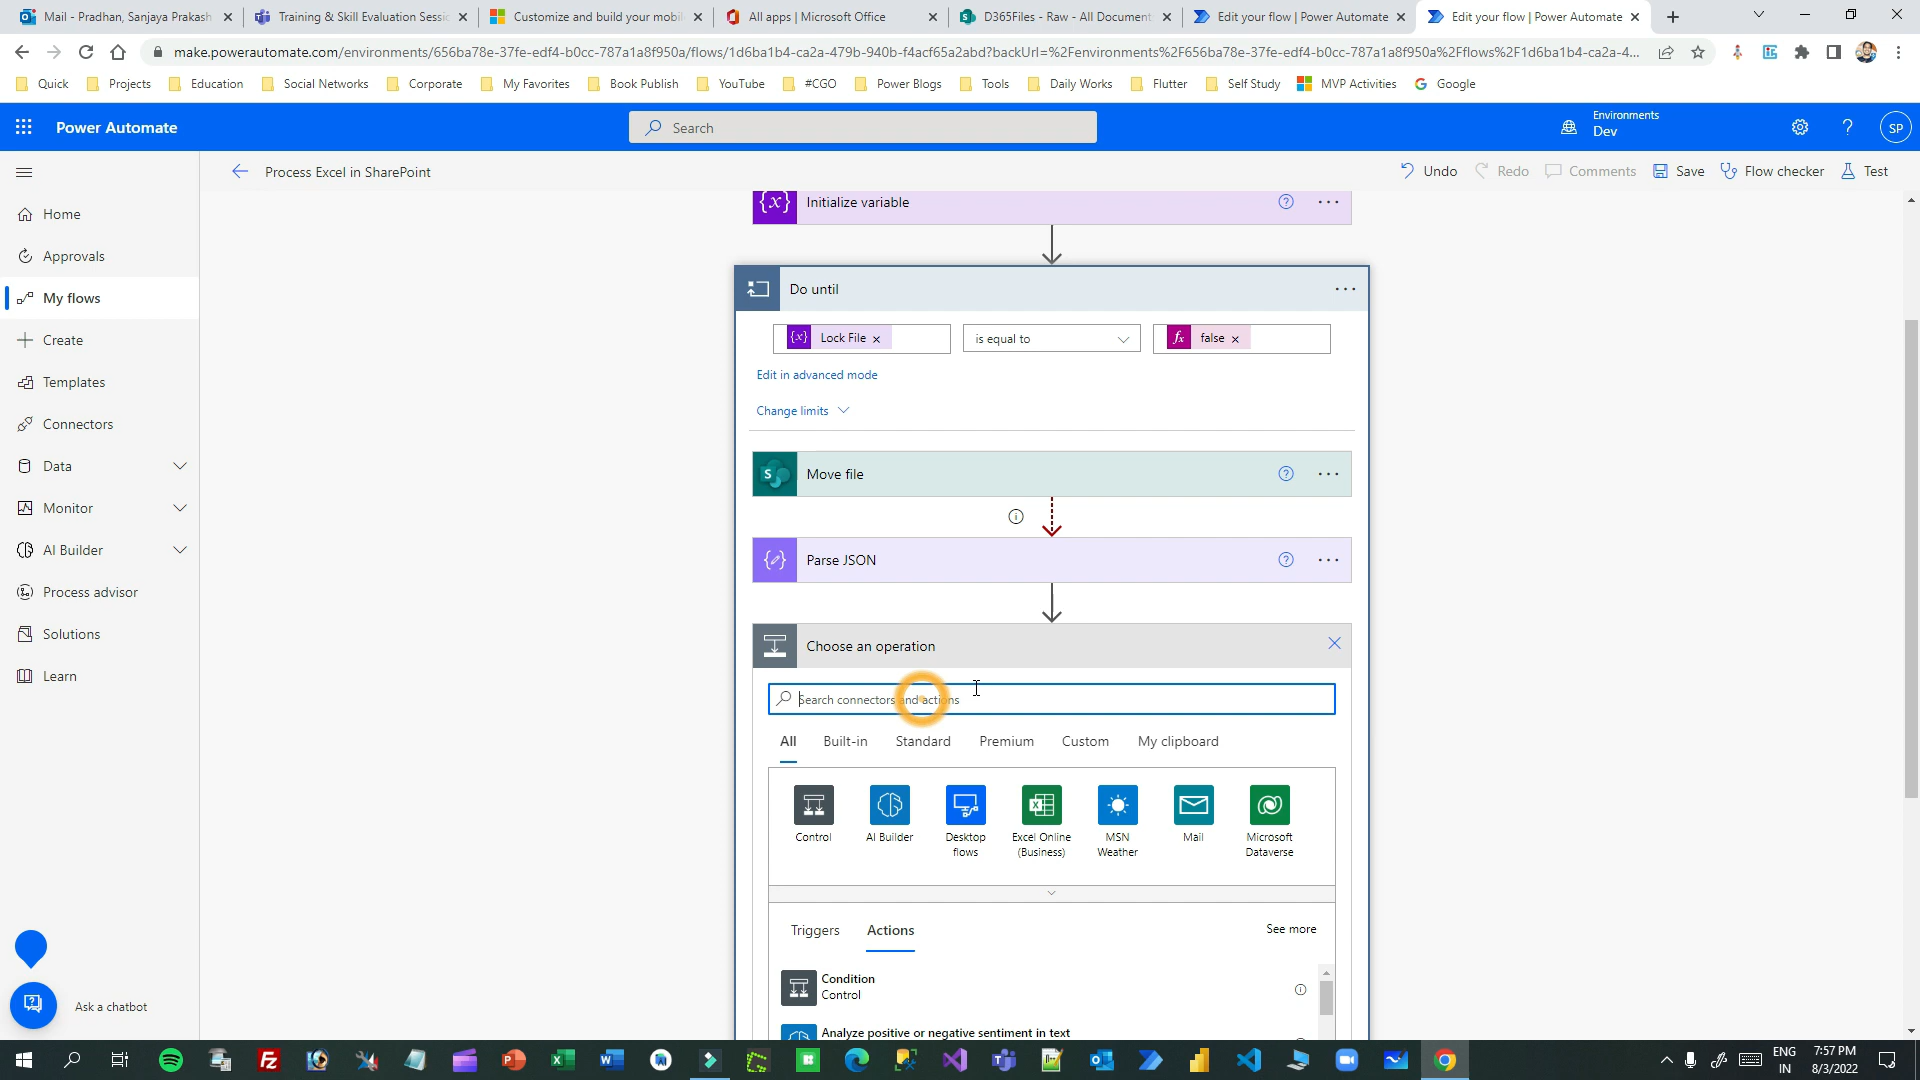 Mail - Pradhan, Sanjaya Prakash
Training & Skill Evaluation Sessio
Customize and build your mobil
All apps | Microsoft Office
D365Files - Raw - All Document
Edit your flow | Power Automate
Edit your flow | Power Automate
make.powerautomate.com/environments/656ba78e-37fe-edf4-b0cc-787a1a8f950a/flows/1d6ba1b4-ca2a-479b-940b-f4acf65a2abd?backUrl=%2Fenvironments%2F656ba78e-37fe-edf4-b0cc-787a1a8f950a%2Fflows%2F1d6ba1b4-ca2a-4...
Quick
Projects
Education
Social Networks
Corporate
My Favorites
Book Publish
YouTube
#CGO
Power Blogs
Tools
Daily Works
Flutter
Self Study
MVP Activities
Google
Power Automate
Search
Environments
Dev
SP
Process Excel in SharePoint
Undo
Redo
Comments
Save
Flow checker
Test
Home
Approvals
My flows
Create
Templates
Connectors
Data
Monitor
AI Builder
Process advisor
Solutions
Learn
Ask a chatbot
Initialize variable
Do until
Lock File
is equal to
false
Edit in advanced mode
Change limits
Move file
Parse JSON
Choose an operation
Search connectors and actions
All
Built-in
Standard
Premium
Custom
My clipboard
Control
AI Builder
Desktop flows
Excel Online (Business)
MSN Weather
Mail
Microsoft Dataverse
Triggers
Actions
See more
Condition
Control
Analyze positive or negative sentiment in text
ENG
IN
7:57 PM
8/3/2022